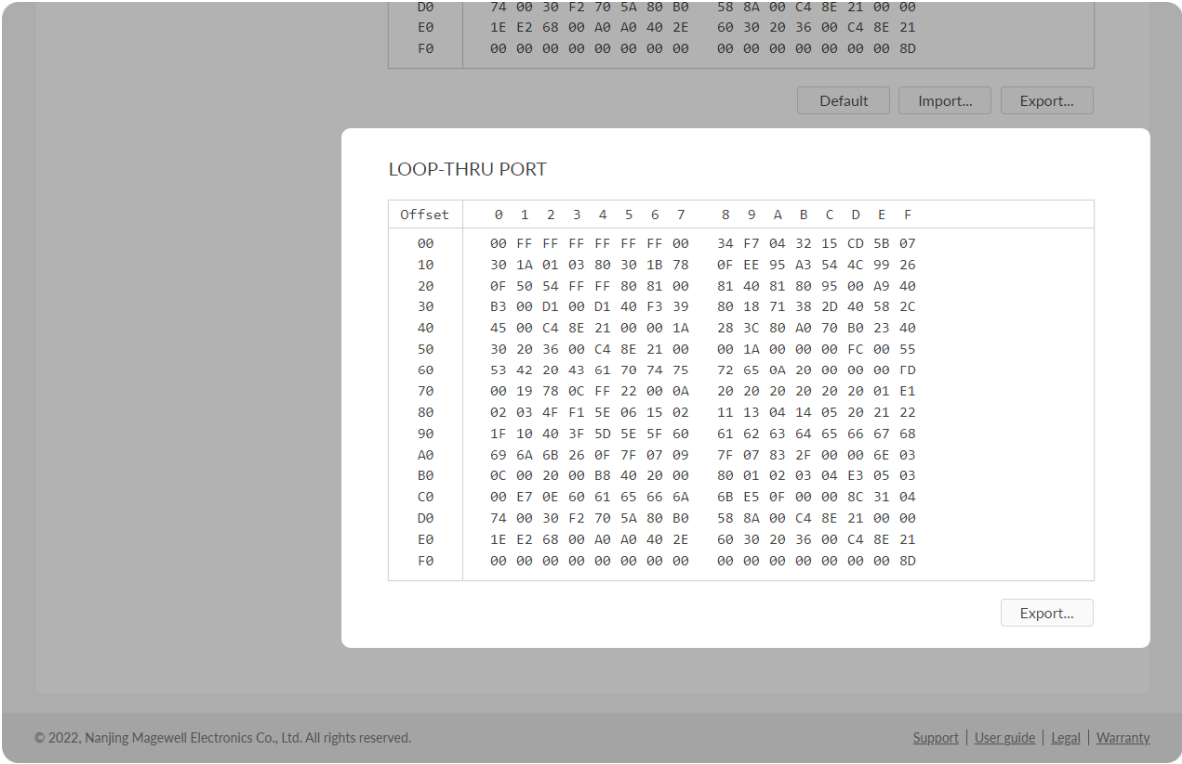 D0 74 00 30 F2 70 5A 80 B0 58 8A 00 C4 8E 21 00 00
E0 1E E2 68 00 A0 A0 40 2E 60 30 20 36 00 C4 8E 21
F0 00 00 00 00 00 00 00 00 00 00 00 00 00 00 00 8D
Default Import... Export...
LOOP-THRU PORT
Offset 0 1 2 3 4 5 6 7 8 9 A B C D E F
00 00 FF FF FF FF FF FF 00 34 F7 04 32 15 CD 5B 07
10 30 1A 01 03 80 30 1B 78 0F EE 95 A3 54 4C 99 26
20 0F 50 54 FF FF 80 81 00 81 40 81 80 95 00 A9 40
30 B3 00 D1 00 D1 40 F3 39 80 18 71 38 2D 40 58 2C
40 45 00 C4 8E 21 00 00 1A 28 3C 80 A0 70 B0 23 40
50 30 20 36 00 C4 8E 21 00 00 1A 00 00 00 FC 00 55
60 53 42 20 43 61 70 74 75 72 65 0A 20 00 00 00 FD
70 00 19 78 0C FF 22 00 0A 20 20 20 20 20 20 01 E1
80 02 03 4F F1 5E 06 15 02 11 13 04 14 05 20 21 22
90 1F 10 40 3F 5D 5E 5F 60 61 62 63 64 65 66 67 68
A0 69 6A 6B 26 0F 7F 07 09 7F 07 83 2F 00 00 6E 03
B0 0C 00 20 00 B8 40 20 00 80 01 02 03 04 E3 05 03
C0 00 E7 0E 60 61 65 66 6A 6B E5 0F 00 00 8C 31 04
D0 74 00 30 F2 70 5A 80 B0 58 8A 00 C4 8E 21 00 00
E0 1E E2 68 00 A0 A0 40 2E 60 30 20 36 00 C4 8E 21
F0 00 00 00 00 00 00 00 00 00 00 00 00 00 00 00 8D
Export...
© 2022, Nanjing Magewell Electronics Co., Ltd. All rights reserved.
Support | User guide | Legal | Warranty